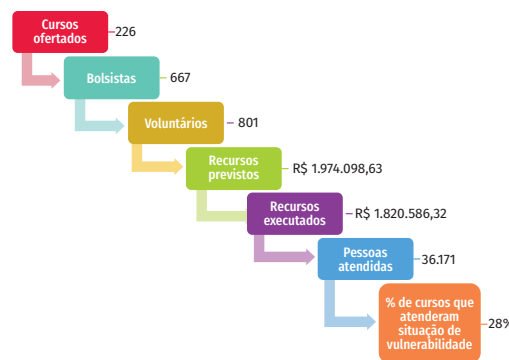 Cursos
ofertados
226
Bolsistas
667
Voluntários
801
Recursos
previstos
R$ 1.974.098,63
Recursos
executados
R$ 1.820.586,32
Pessoas
atendidas
36.171
% de cursos que
atenderam
situação de
vulnerabilidade
28%